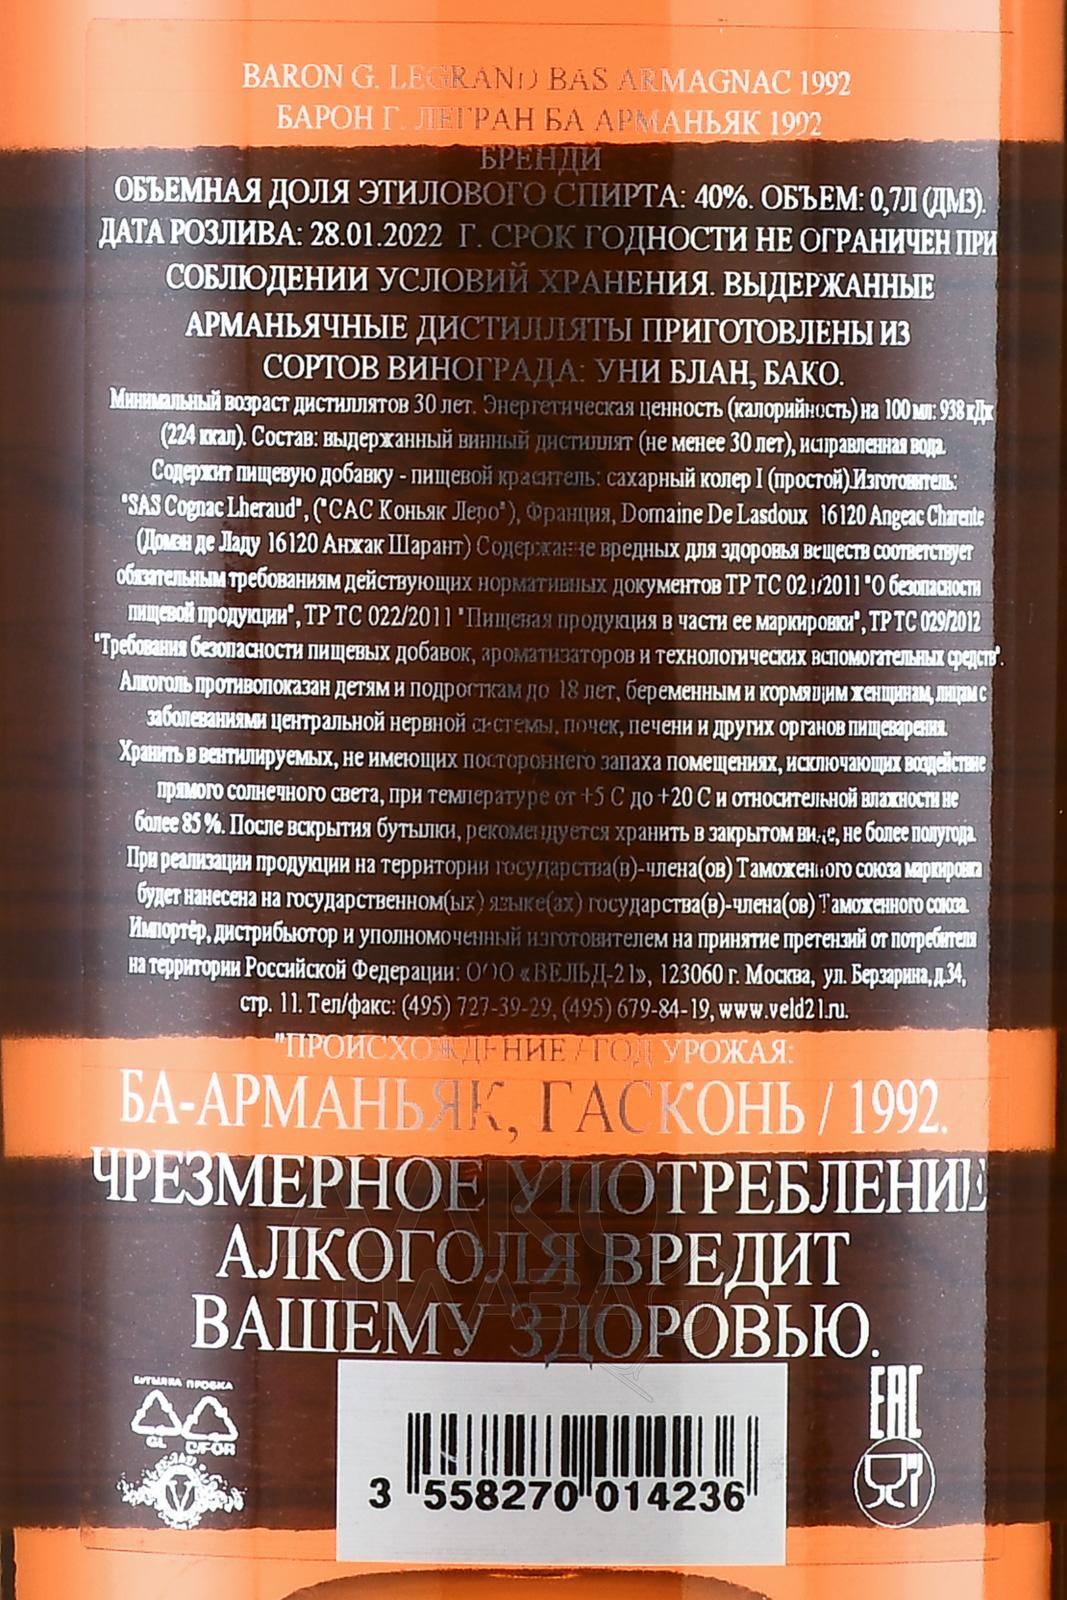 BARON G. LEGRAND BAS ARMAGNAC 1992
БАРОН Г. ЛЕГРАН БА АРМАНЬЯК 1992
БРЕНДИ
ОБЪЕМНАЯ ДОЛЯ ЭТИЛОВОГО СПИРТА: 40%. ОБЪЕМ: 0,7Л (ДМ3).
ДАТА РОЗЛИВА: 28.01.2022 Г. СРОК ГОДНОСТИ НЕ ОГРАНИЧЕН ПРИ
СОБЛЮДЕНИИ УСЛОВИЙ ХРАНЕНИЯ. ВЫДЕРЖАННЫЕ
АРМАНЬЯЧНЫЕ ДИСТИЛЛЯТЫ ПРИГОТОВЛЕНЫ ИЗ
СОРТОВ ВИНОГРАДА: УНИ БЛАН, БАКО.
Минимальный возраст дистиллятов 30 лет. Энергетическая ценность (калорийность) на 100 мл: 938 кДж
(224 ккал). Состав: выдержанный винный дистиллят (не менее 30 лет), исправленная вода.
Содержит пищевую добавку - пищевой краситель: сахарный колер I (простой).Изготовитель:
"SAS Cognac Lheraud", ("САС Коньяк Леро"), Франция, Domaine De Lasdoux 16120 Angeac Charente
(Домэн де Ладу 16120 Анжак Шарант) Содержание вредных для здоровья веществ соответствует
обязательным требованиям действующих нормативных документов ТР ТС 021/2011 "О безопасности
пищевой продукции", ТР ТС 022/2011 "Пищевая продукция в части ее маркировки", ТР ТС 029/2012
"Требования безопасности пищевых добавок, ароматизаторов и технологических вспомогательных средств".
Алкоголь противопоказан детям и подросткам до 18 лет, беременным и кормящим женщинам, лицам с
заболеваниями центральной нервной системы, почек, печени и других органов пищеварения.
Хранить в вентилируемых, не имеющих постороннего запаха помещениях, исключающих воздействие
прямого солнечного света, при температуре от +5 С до +20 С и относительной влажности не
более 85 %. После вскрытия бутылки, рекомендуется хранить в закрытом виде, не более полугода.
При реализации продукции на территории государства(в)-члена(ов) Таможенного союза маркировка
будет нанесена на государственном(ых) языке(ах) государства(в)-члена(ов) Таможенного союза.
Импортёр, дистрибьютор и уполномоченный изготовителем на принятие претензий от потребителя
на территории Российской Федерации: ООО «ВЕЛЬД-21», 123060 г. Москва, ул. Берзарина, д.34,
стр. 11. Тел/факс: (495) 727-39-29, (495) 679-84-19, www.veld21.ru.
"ПРОИСХОЖДЕНИЕ / ГОД УРОЖАЯ:
БА-АРМАНЬЯК, ГАСКОНЬ / 1992.
ЧРЕЗМЕРНОЕ УПОТРЕБЛЕНИЕ
АЛКОГОЛЯ ВРЕДИТ
ВАШЕМУ ЗДОРОВЬЮ.
АЛКО
ПЛАЗА
БУТЫЛКА ПРОБКА
GL C/FOR
EAC
3 558270 014236